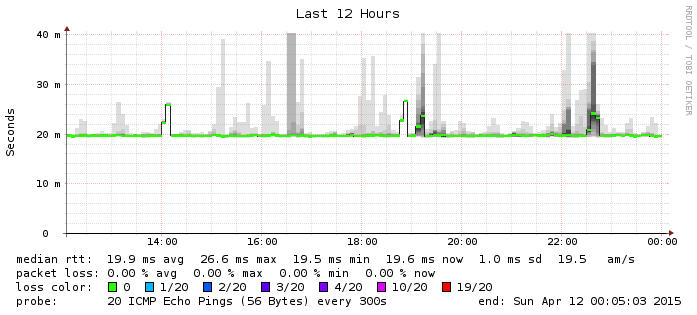 Last 12 Hours
RRDTOOL / TOBI OETIKER
Seconds
40 m
30 m
20 m
10 m
0
14:00 16:00 18:00 20:00 22:00 00:00
median rtt: 19.9 ms avg 26.6 ms max 19.5 ms min 19.6 ms now 1.0 ms sd 19.5 am/s
packet loss: 0.00 % avg 0.00 % max 0.00 % min 0.00 % now
loss color: 0 1/20 2/20 3/20 4/20 10/20 19/20
probe: 20 ICMP Echo Pings (56 Bytes) every 300s end: Sun Apr 12 00:05:03 2015